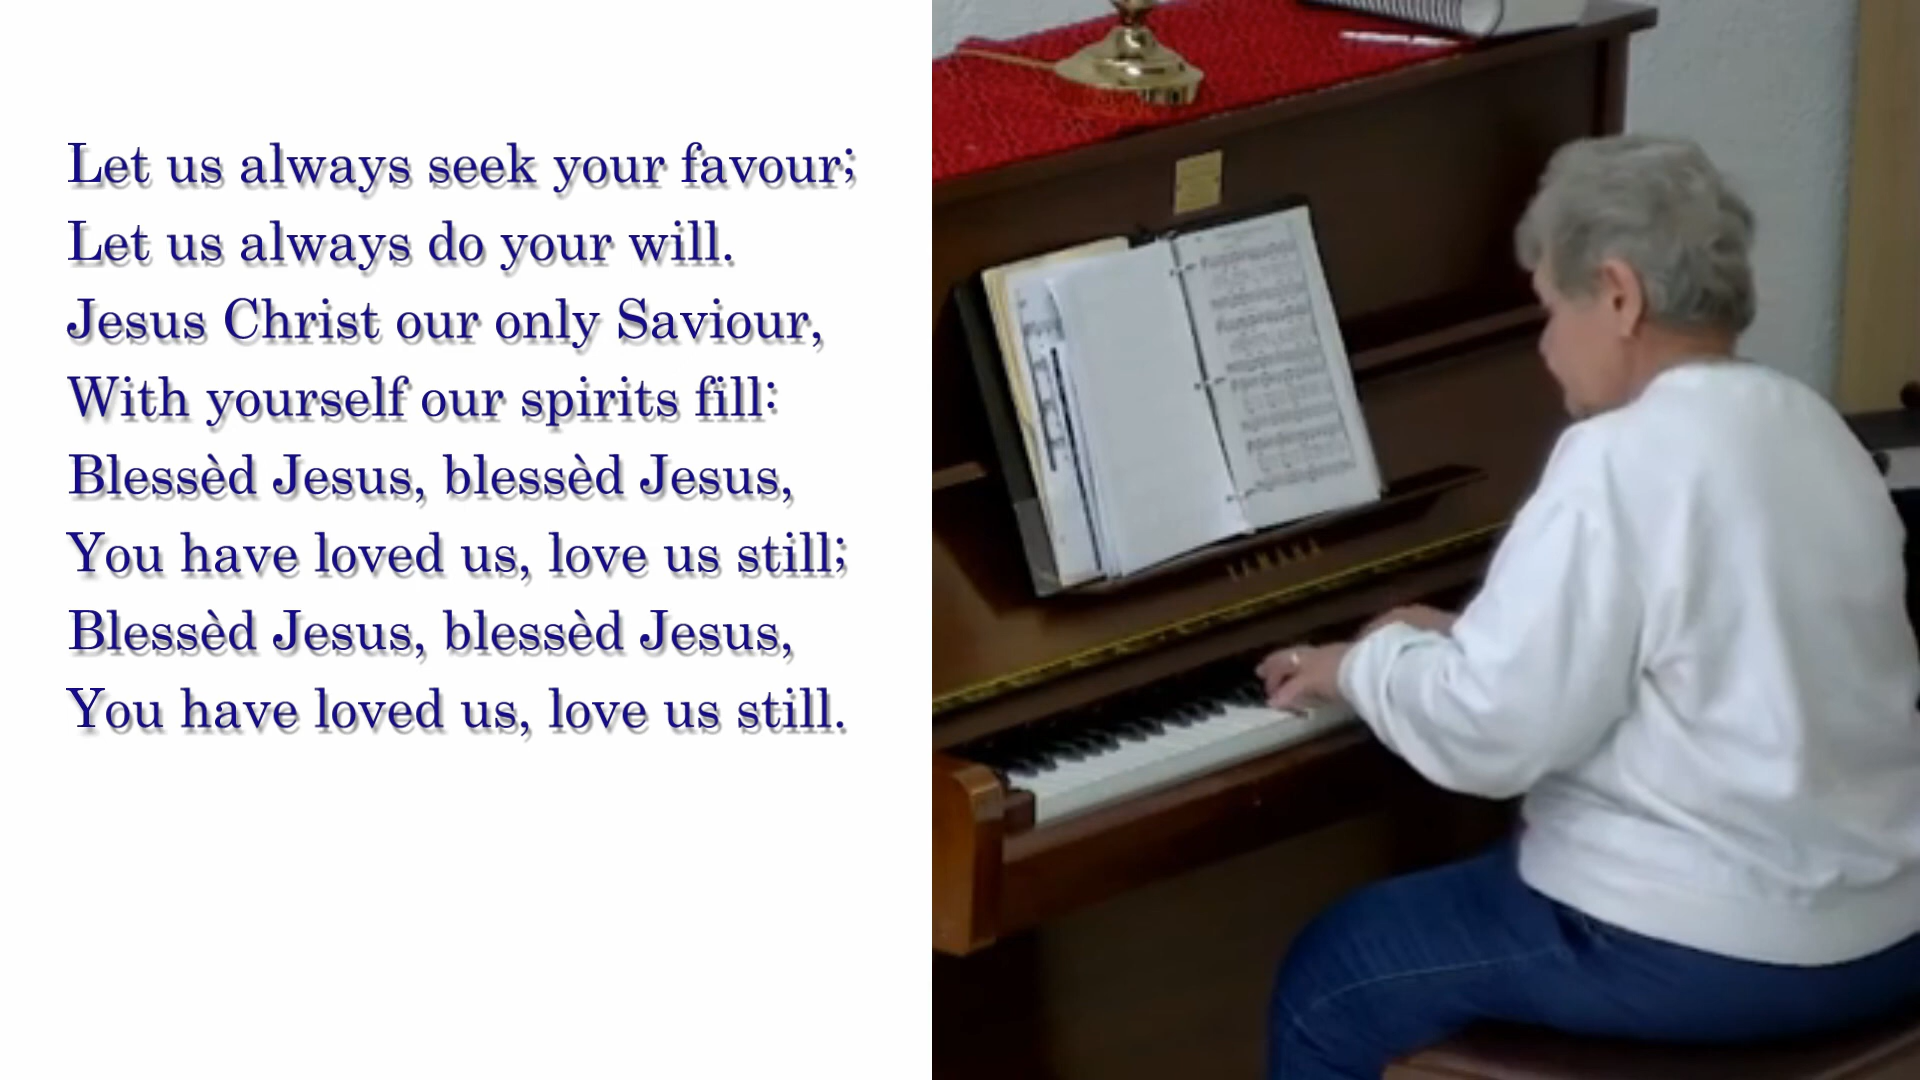 Let us always seek your favour;
Let us always do your will.
Jesus Christ our only Saviour,
With yourself our spirits fill:
Blessèd Jesus, blessèd Jesus,
You have loved us, love us still;
Blessèd Jesus, blessèd Jesus,
You have loved us, love us still.
YAMAHA